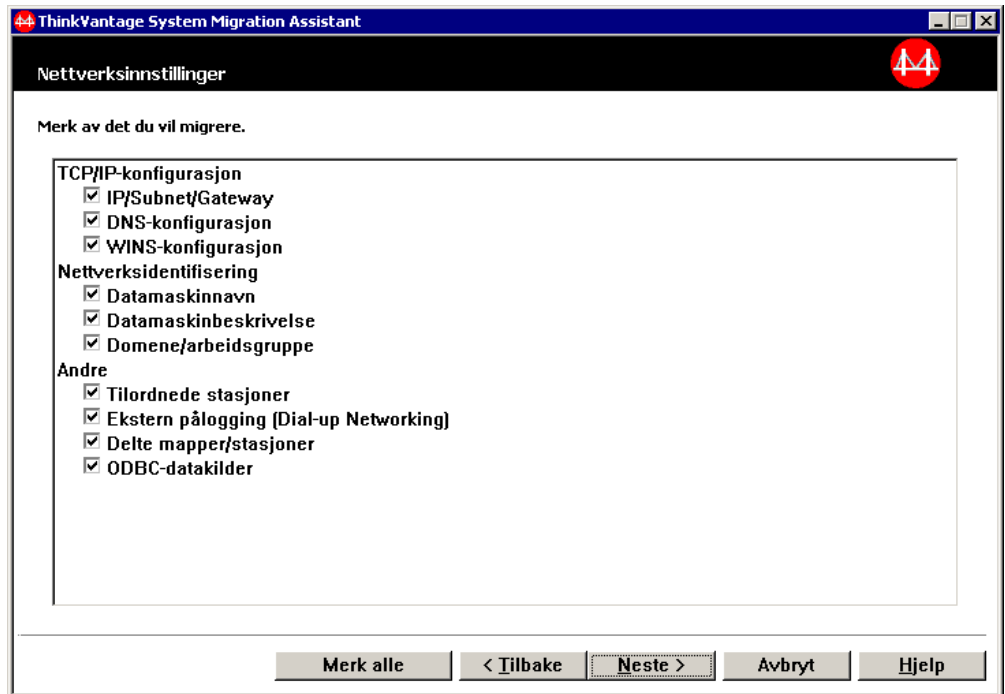 ThinkVantage System Migration Assistant
Nettverksinnstillinger
Merk av det du vil migrere.
TCP/IP-konfigurasjon
IP/Subnet/Gateway
DNS-konfigurasjon
WINS-konfigurasjon
Nettverksidentifisering
Datamaskinnavn
Datamaskinbeskrivelse
Domene/arbeidsgruppe
Andre
Tilordnede stasjoner
Ekstern pålogging (Dial-up Networking)
Delte mapper/stasjoner
ODBC-datakilder
Merk alle < Tilbake Neste > Avbryt Hjelp